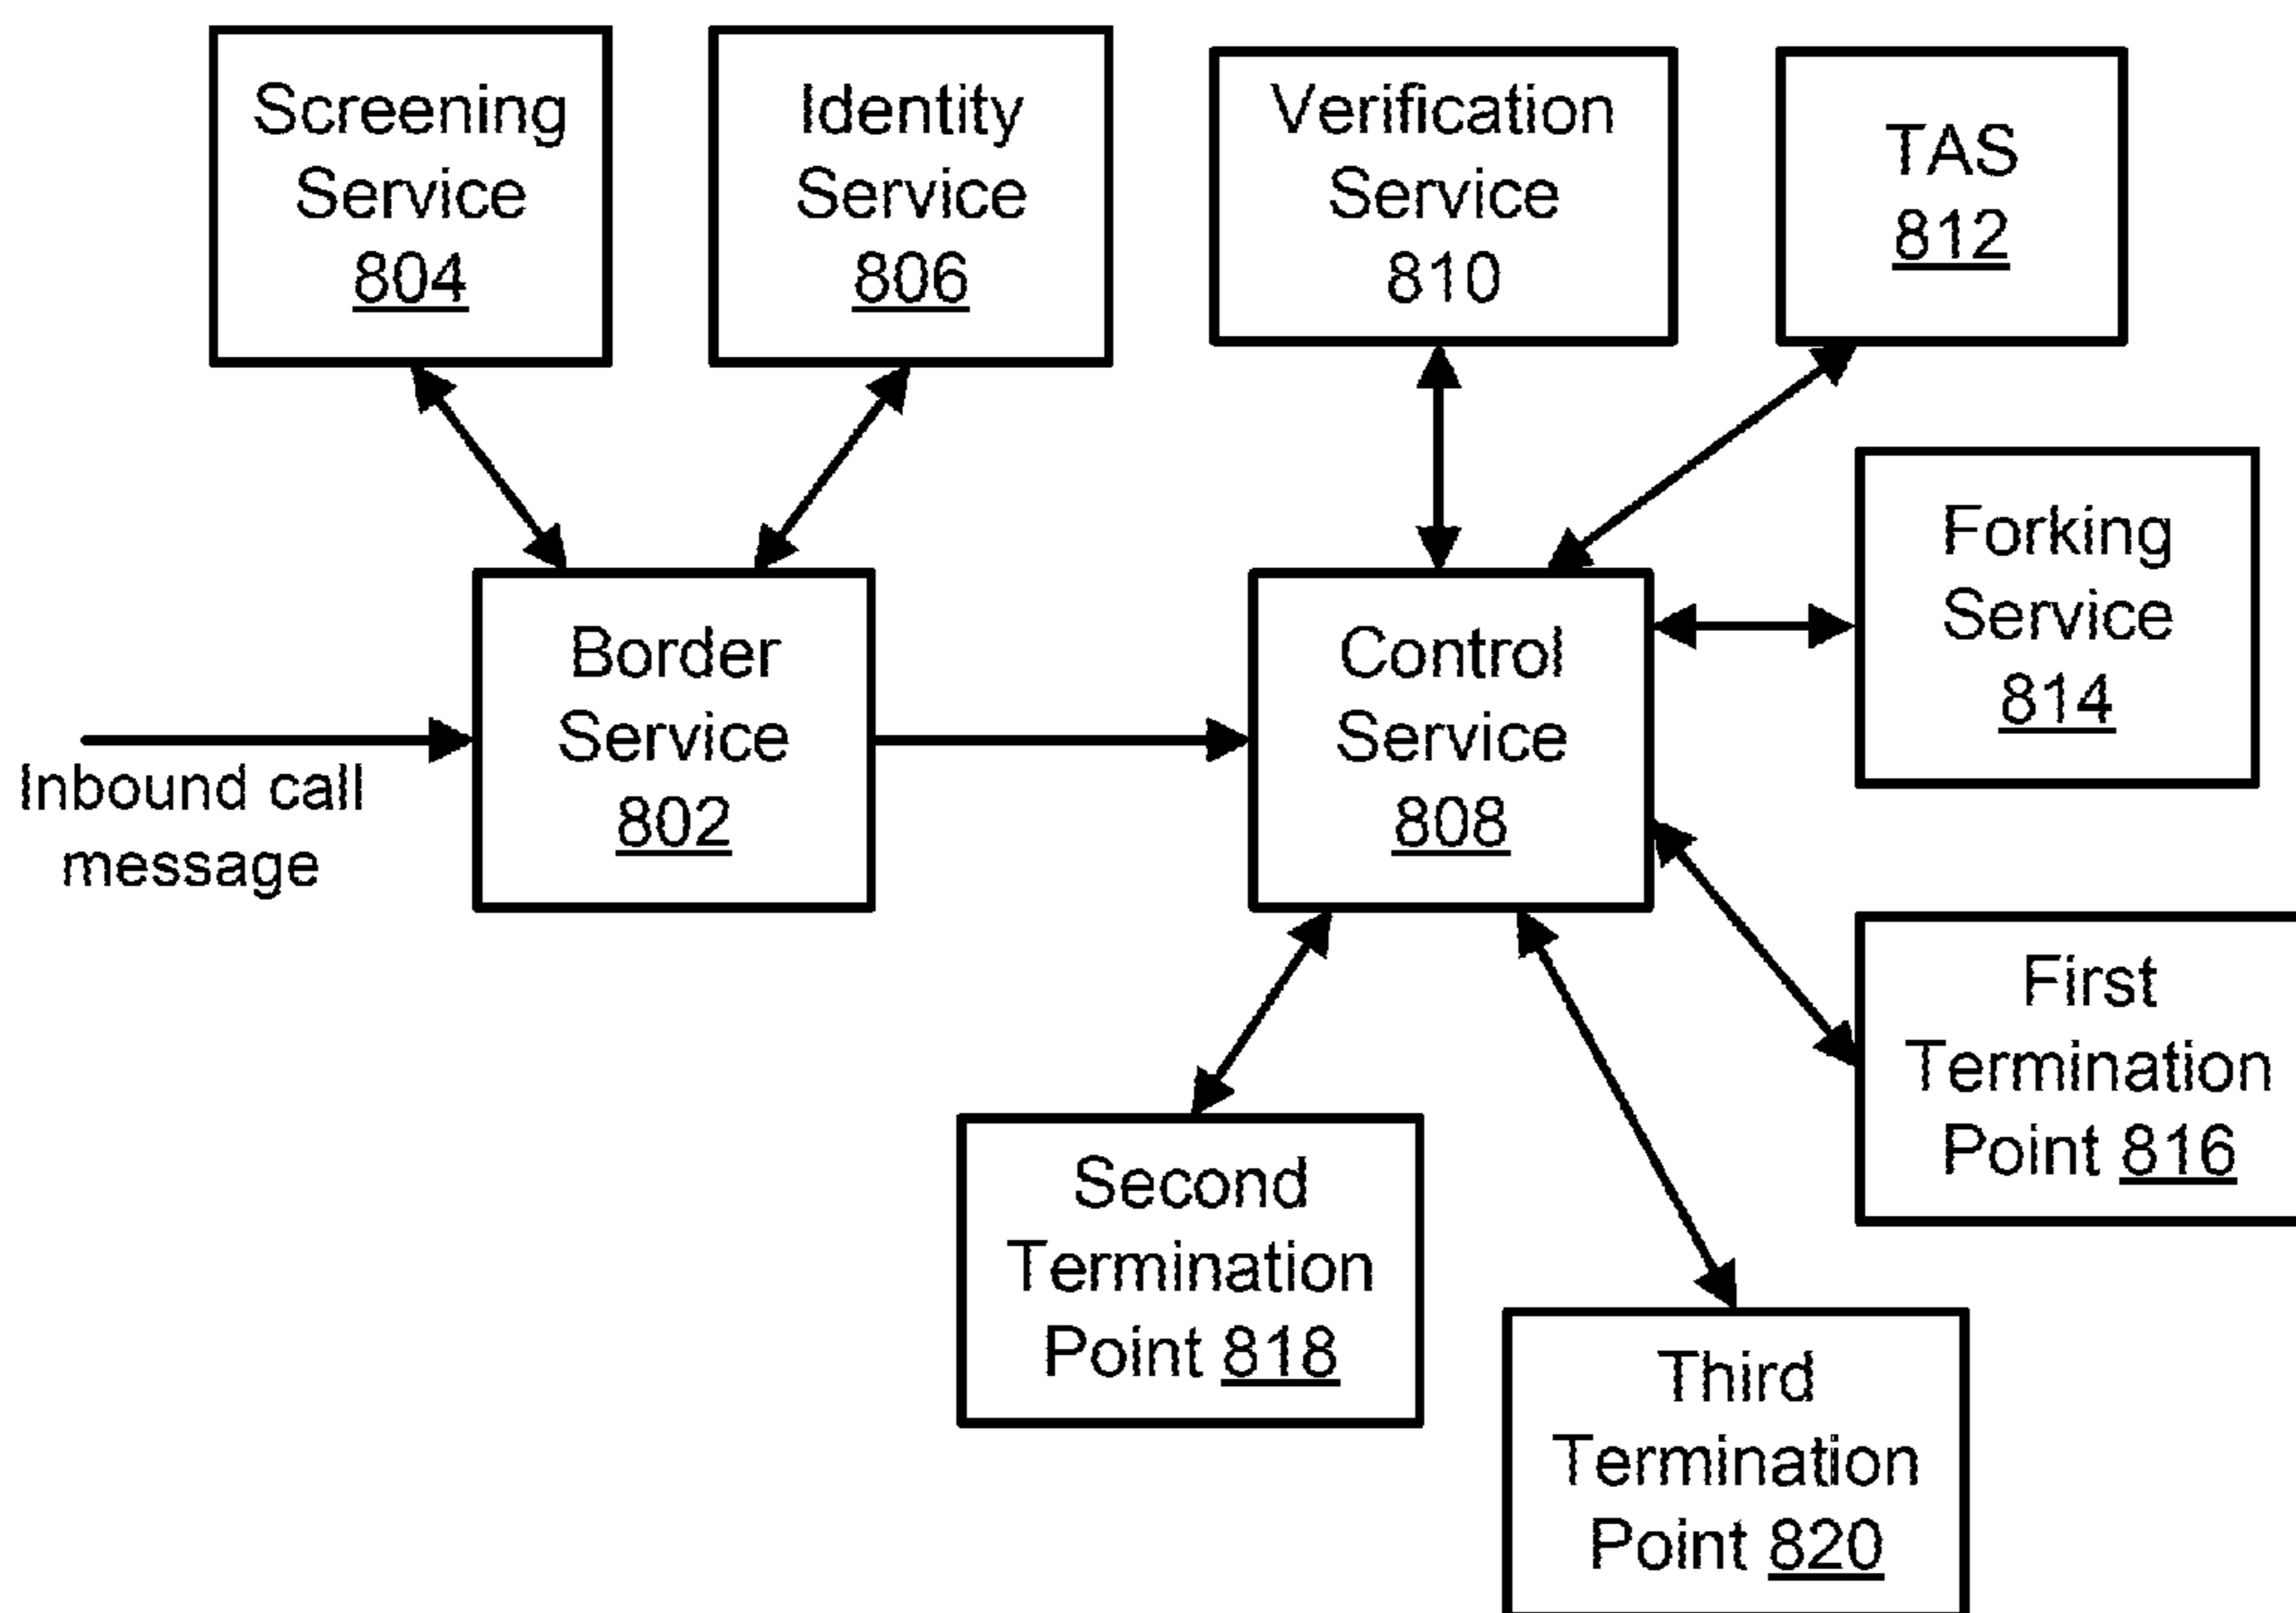 Screening
Service
804
Identity
Service
806
Verification
Service
810
TAS
812
Forking
Service
814
Border
Service
802
Control
Service
808
Inbound call
message
First
Termination
Point 816
Second
Termination
Point 818
Third
Termination
Point 820